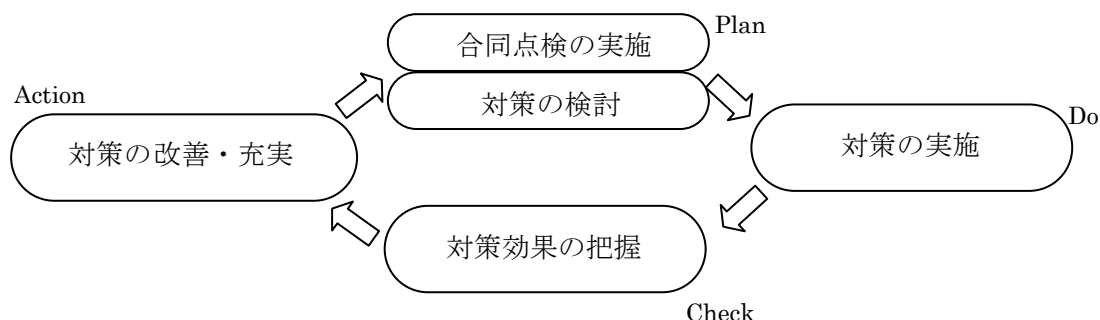 合同点検の実施
Plan
対策の検討
Action
対策の改善・充実
対策の実施
Do
対策効果の把握
Check